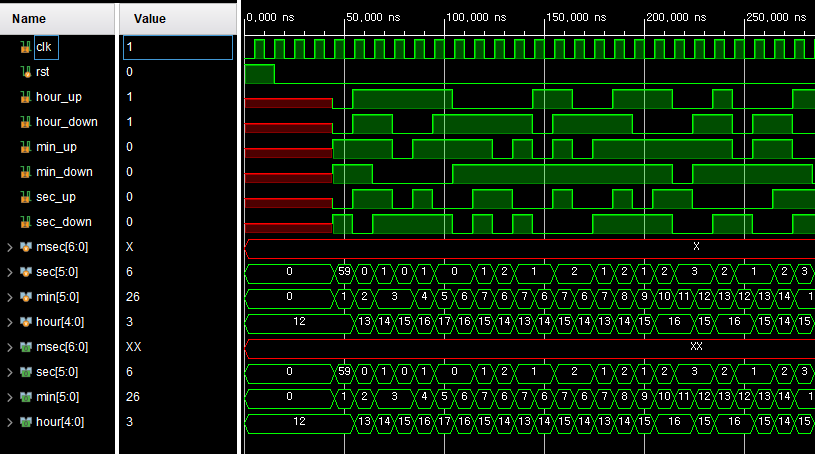 Name Value 0,000 ns 50,000 ns 100,000 ns 150,000 ns 200,000 ns 250,000 ns
clk 1
rst 0
hour_up 1
hour_down 1
min_up 0
min_down 0
sec_up 0
sec_down 0
msec[6:0] X X
sec[5:0] 6 0 59 0 1 0 1 0 1 2 1 2 1 2 1 2 3 2 1 2 3
min[5:0] 26 0 1 2 3 4 5 6 7 6 7 6 7 6 7 8 9 10 11 12 13 12 13 14 1
hour[4:0] 3 12 13 14 15 16 17 16 15 14 13 14 15 14 13 14 15 16 15 16 15 14 15
msec[6:0] XX XX
sec[5:0] 6 0 59 0 1 0 1 0 1 2 1 2 1 2 1 2 3 2 1 2 3
min[5:0] 26 0 1 2 3 4 5 6 7 6 7 6 7 6 7 8 9 10 11 12 13 12 13 14 1
hour[4:0] 3 12 13 14 15 16 17 16 15 14 13 14 15 14 13 14 15 16 15 16 15 14 15